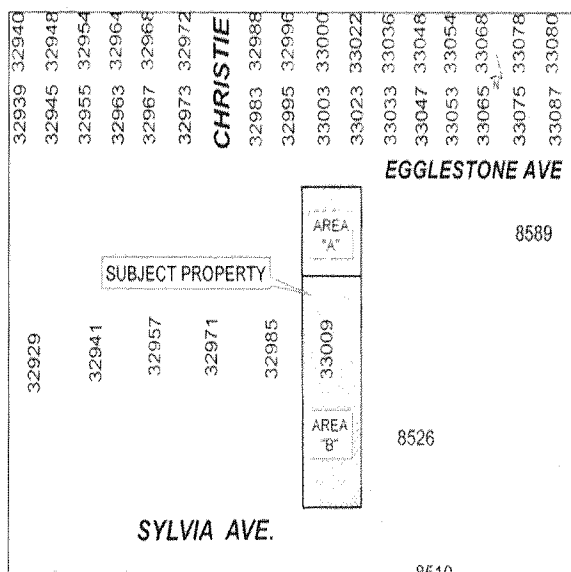 32940 32948 32954 32964 32968 32972 CHRISTIE 32988 32996 33000 33022 33036 33048 33054 33068 33078 33080
32939 32945 32955 32963 32967 32973 32983 32995 33003 33023 33033 33047 33053 33065 33075 33087
EGGLESTONE AVE
AREA
"A"
8589
SUBJECT PROPERTY
32929 32941 32957 32971 32985 33009
AREA
"B"
8526
SYLVIA AVE.
8510